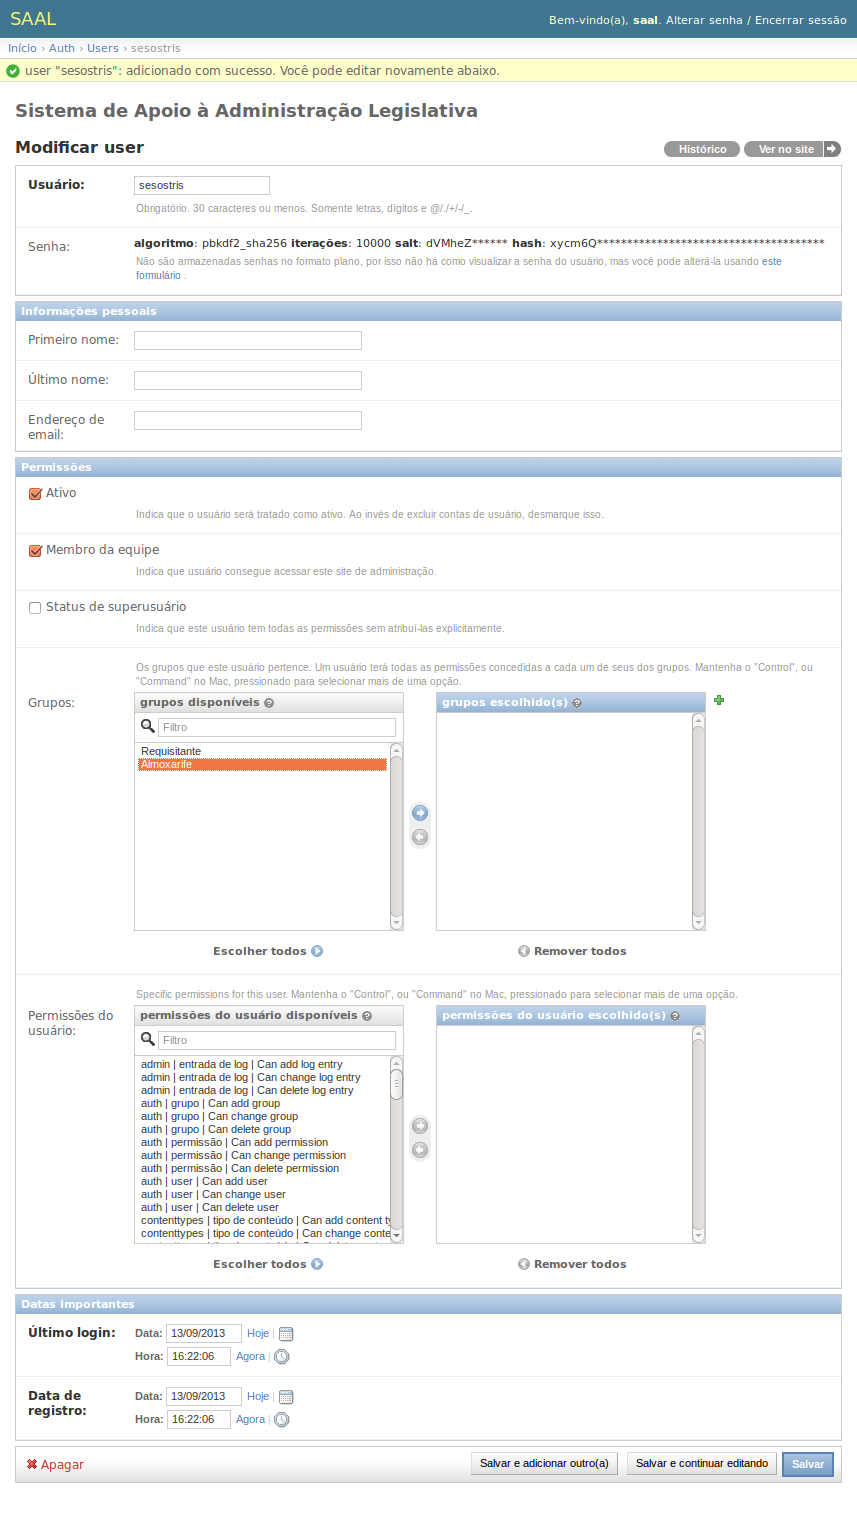 SAAL
Bem-vindo(a), saal. Alterar senha / Encerrar sessão
Início › Auth › Users › sesostris
user "sesostris": adicionado com sucesso. Você pode editar novamente abaixo.
Sistema de Apoio à Administração Legislativa
Modificar user
Histórico
Ver no site
Usuário:
sesostris
Obrigatório. 30 caracteres ou menos. Somente letras, dígitos e @/./+/-/_.
Senha:
algoritmo: pbkdf2_sha256 iterações: 10000 salt: dVMheZ****** hash: xycm6Q**************************************
Não são armazenadas senhas no formato plano, por isso não há como visualizar a senha do usuário, mas você pode alterá-la usando este
formulário .
Informações pessoais
Primeiro nome:
Último nome:
Endereço de
email:
Permissões
Ativo
Indica que o usuário será tratado como ativo. Ao invés de excluir contas de usuário, desmarque isso.
Membro da equipe
Indica que usuário consegue acessar este site de administração.
Status de superusuário
Indica que este usuário tem todas as permissões sem atribuí-las explicitamente.
Os grupos que este usuário pertence. Um usuário terá todas as permissões concedidas a cada um de seus dos grupos. Mantenha o "Control", ou
"Command" no Mac, pressionado para selecionar mais de uma opção.
Grupos:
grupos disponíveis
grupos escolhido(s)
Filtro
Requisitante
Almoxarife
Escolher todos
Remover todos
Specific permissions for this user. Mantenha o "Control", ou "Command" no Mac, pressionado para selecionar mais de uma opção.
Permissões do
usuário:
permissões do usuário disponíveis
permissões do usuário escolhido(s)
Filtro
admin | entrada de log | Can add log entry
admin | entrada de log | Can change log entry
admin | entrada de log | Can delete log entry
auth | grupo | Can add group
auth | grupo | Can change group
auth | grupo | Can delete group
auth | permissão | Can add permission
auth | permissão | Can change permission
auth | permissão | Can delete permission
auth | user | Can add user
auth | user | Can change user
auth | user | Can delete user
contenttypes | tipo de conteúdo | Can add content ty
contenttypes | tipo de conteúdo | Can change conte
Escolher todos
Remover todos
Datas importantes
Último login:
Data: 13/09/2013 Hoje |
Hora: 16:22:06 Agora |
Data de
registro:
Data: 13/09/2013 Hoje |
Hora: 16:22:06 Agora |
Apagar
Salvar e adicionar outro(a)
Salvar e continuar editando
Salvar